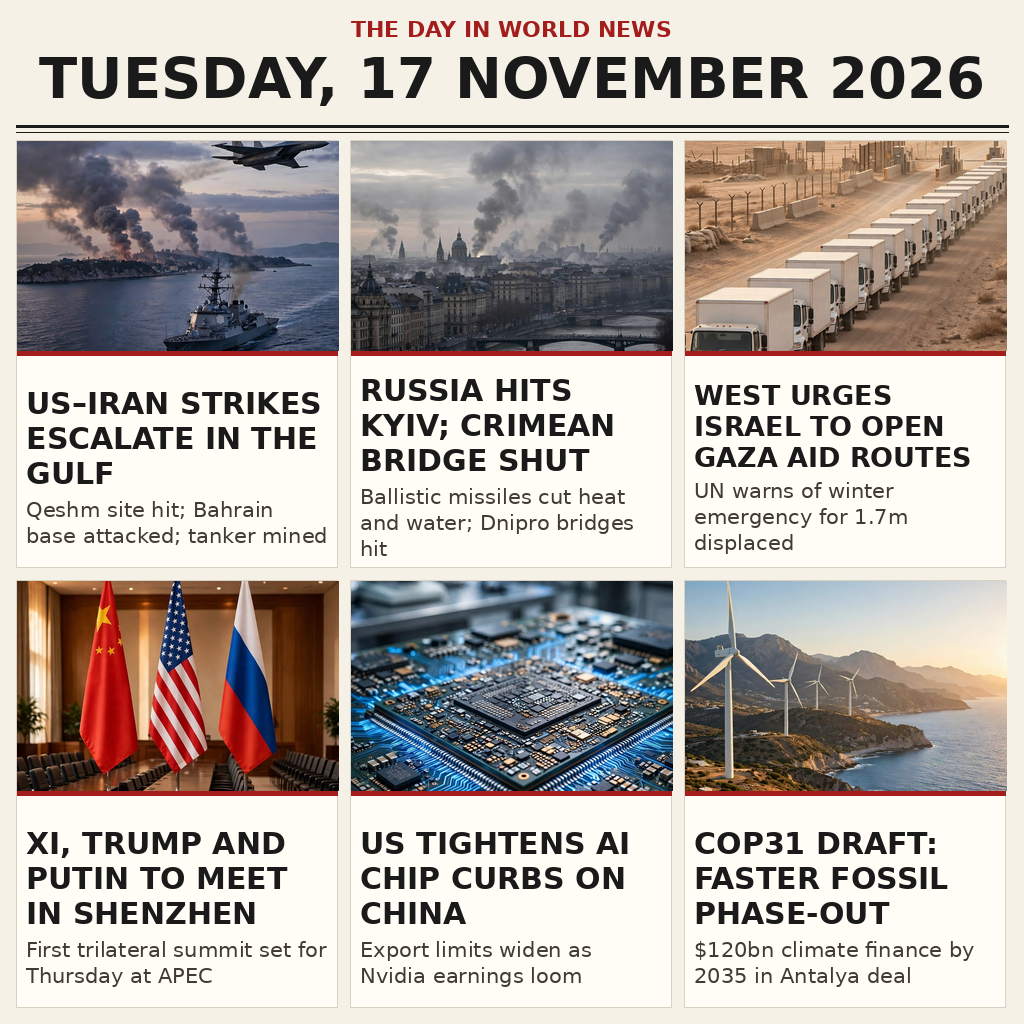 THE DAY IN WORLD NEWS
TUESDAY, 17 NOVEMBER 2026
US–IRAN STRIKES
ESCALATE IN THE
GULF
Qeshm site hit; Bahrain
base attacked; tanker mined
RUSSIA HITS
KYIV; CRIMEAN
BRIDGE SHUT
Ballistic missiles cut heat
and water; Dnipro bridges
hit
WEST URGES
ISRAEL TO OPEN
GAZA AID ROUTES
UN warns of winter
emergency for 1.7m
displaced
XI, TRUMP AND
PUTIN TO MEET
IN SHENZHEN
First trilateral summit set for
Thursday at APEC
US TIGHTENS AI
CHIP CURBS ON
CHINA
Export limits widen as
Nvidia earnings loom
COP31 DRAFT:
FASTER FOSSIL
PHASE-OUT
$120bn climate finance by
2035 in Antalya deal